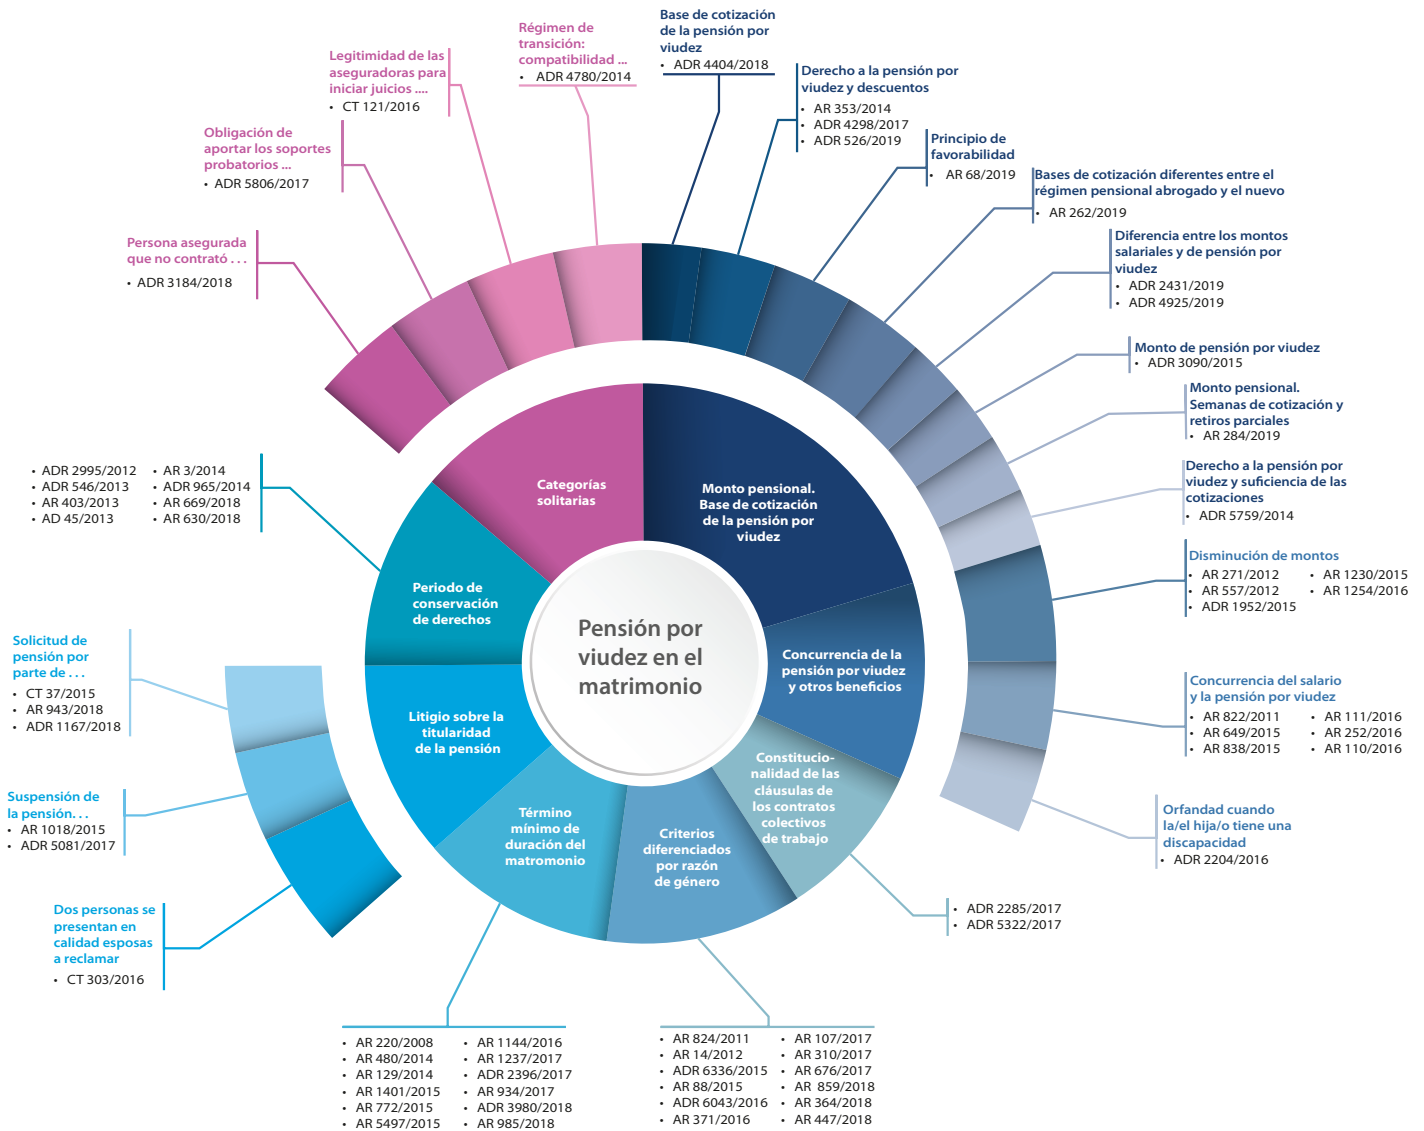 Pensión por
viudez en el
matrimonio
Monto pensional.
Base de cotización
de la pensión por
viudez
Concurrencia de la
pensión por viudez
y otros beneficios
Constitucio-
nalidad de las
cláusulas de
los contratos
colectivos
de trabajo
Criterios
diferenciados
por razón
de género
Término
mínimo de
duración del
matromonio
Litigio sobre la
titularidad
de la pensión
Periodo de
conservación
de derechos
Categorías
solitarias
Base de cotización
de la pensión por
viudez
• ADR 4404/2018
Derecho a la pensión por
viudez y descuentos
• AR 353/2014
• ADR 4298/2017
• ADR 526/2019
Principio de
favorabilidad
• AR 68/2019
Bases de cotización diferentes entre el
régimen pensional abrogado y el nuevo
• AR 262/2019
Diferencia entre los montos
salariales y de pensión por
viudez
• ADR 2431/2019
• ADR 4925/2019
Monto de pensión por viudez
• ADR 3090/2015
Monto pensional.
Semanas de cotización y
retiros parciales
• AR 284/2019
Derecho a la pensión por
viudez y suficiencia de las
cotizaciones
• ADR 5759/2014
Disminución de montos
• AR 271/2012
• AR 557/2012
• ADR 1952/2015
• AR 1230/2015
• AR 1254/2016
Concurrencia del salario
y la pensión por viudez
• AR 822/2011
• AR 649/2015
• AR 838/2015
• AR 111/2016
• AR 252/2016
• AR 110/2016
Orfandad cuando
la/el hija/o tiene una
discapacidad
• ADR 2204/2016
• ADR 2285/2017
• ADR 5322/2017
• AR 824/2011
• AR 14/2012
• ADR 6336/2015
• AR 88/2015
• ADR 6043/2016
• AR 371/2016
• AR 107/2017
• AR 310/2017
• AR 676/2017
• AR 859/2018
• AR 364/2018
• AR 447/2018
• AR 220/2008
• AR 480/2014
• AR 129/2014
• AR 1401/2015
• AR 772/2015
• AR 5497/2015
• AR 1144/2016
• AR 1237/2017
• ADR 2396/2017
• AR 934/2017
• ADR 3980/2018
• AR 985/2018
Dos personas se
presentan en
calidad esposas
a reclamar
• CT 303/2016
Suspensión de
la pensión. . .
• AR 1018/2015
• ADR 5081/2017
Solicitud de
pensión por
parte de . . .
• CT 37/2015
• AR 943/2018
• ADR 1167/2018
• ADR 2995/2012
• ADR 546/2013
• AR 403/2013
• AD 45/2013
• AR 3/2014
• ADR 965/2014
• AR 669/2018
• AR 630/2018
Persona asegurada
que no contrató . . .
• ADR 3184/2018
Obligación de
aportar los soportes
probatorios ...
• ADR 5806/2017
Legitimidad de las
aseguradoras para
iniciar juicios ....
• CT 121/2016
Régimen de
transición:
compatibilidad ...
• ADR 4780/2014